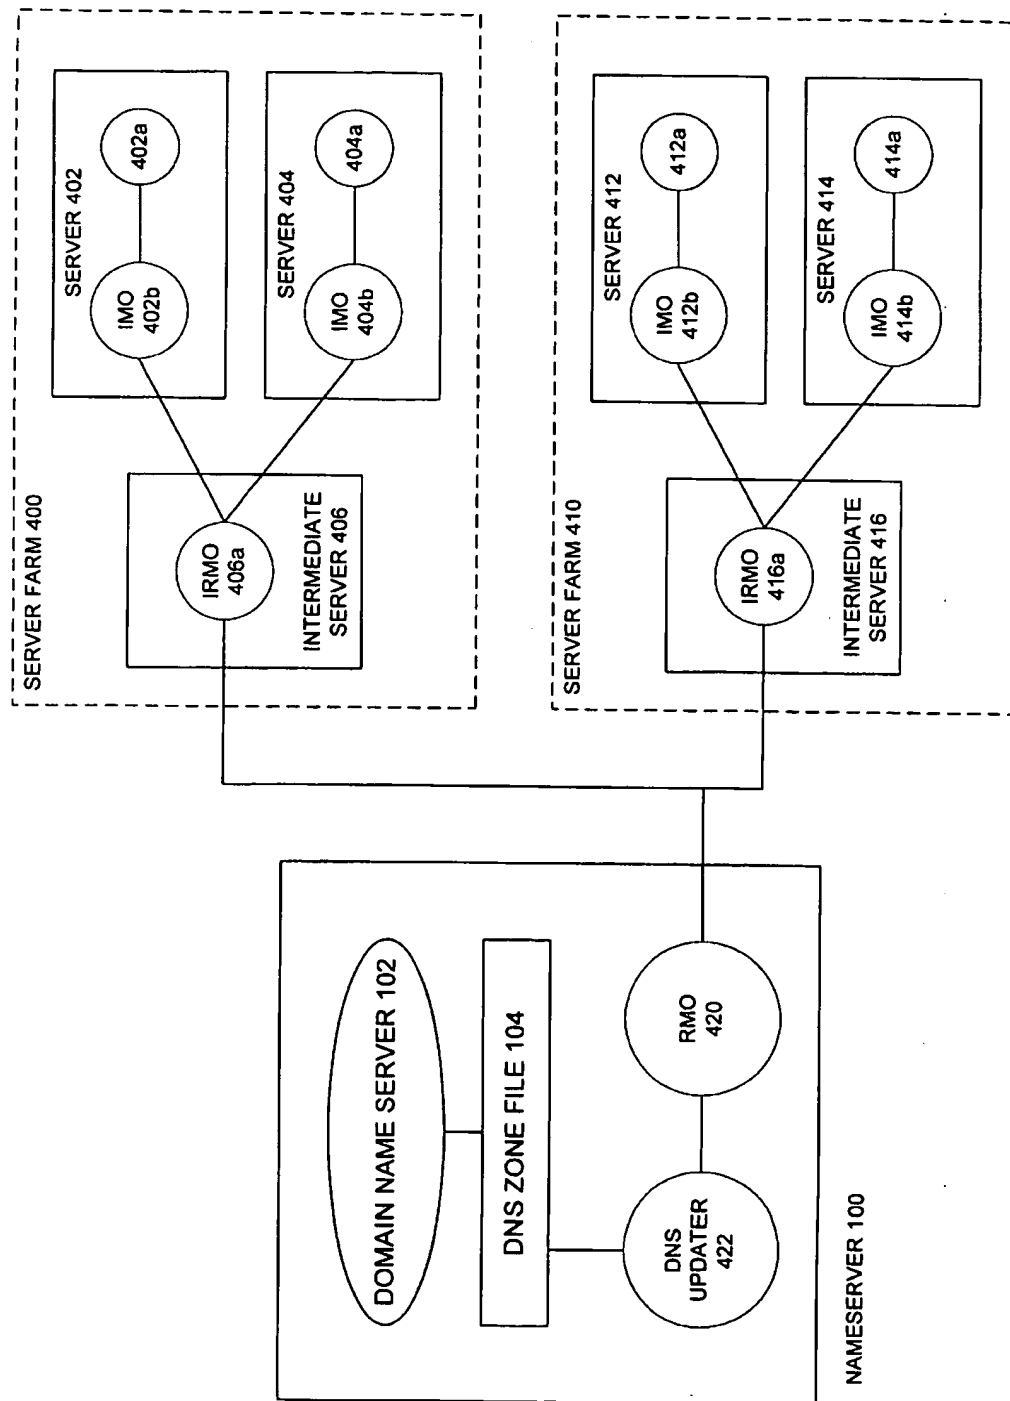 SERVER FARM 400
SERVER 402
IMO
402b
402a
SERVER 404
IMO
404b
404a
IRMO
406a
INTERMEDIATE
SERVER 406
SERVER FARM 410
SERVER 412
IMO
412b
412a
SERVER 414
IMO
414b
414a
IRMO
416a
INTERMEDIATE
SERVER 416
DOMAIN NAME SERVER 102
DNS ZONE FILE 104
DNS
UPDATER
422
RMO
420
NAMESERVER 100